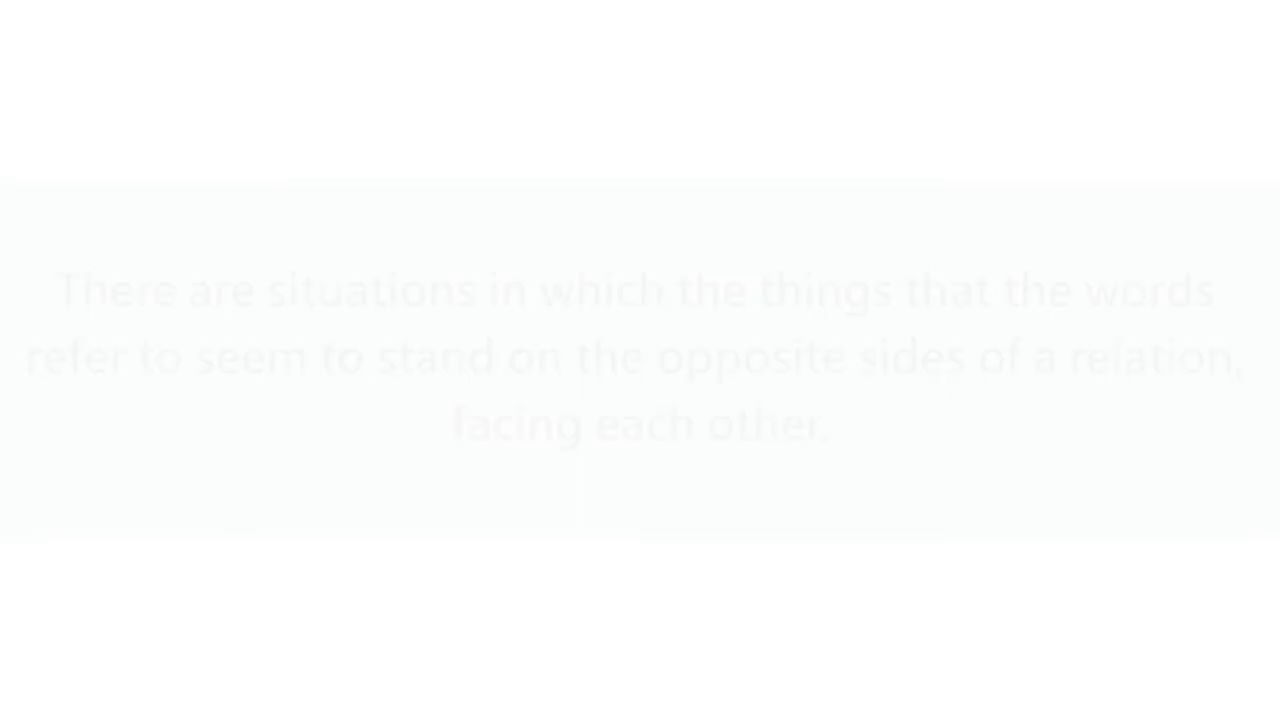 There are situations in which the things that the words
refer to seem to stand on the opposite sides of a relation,
facing each other.